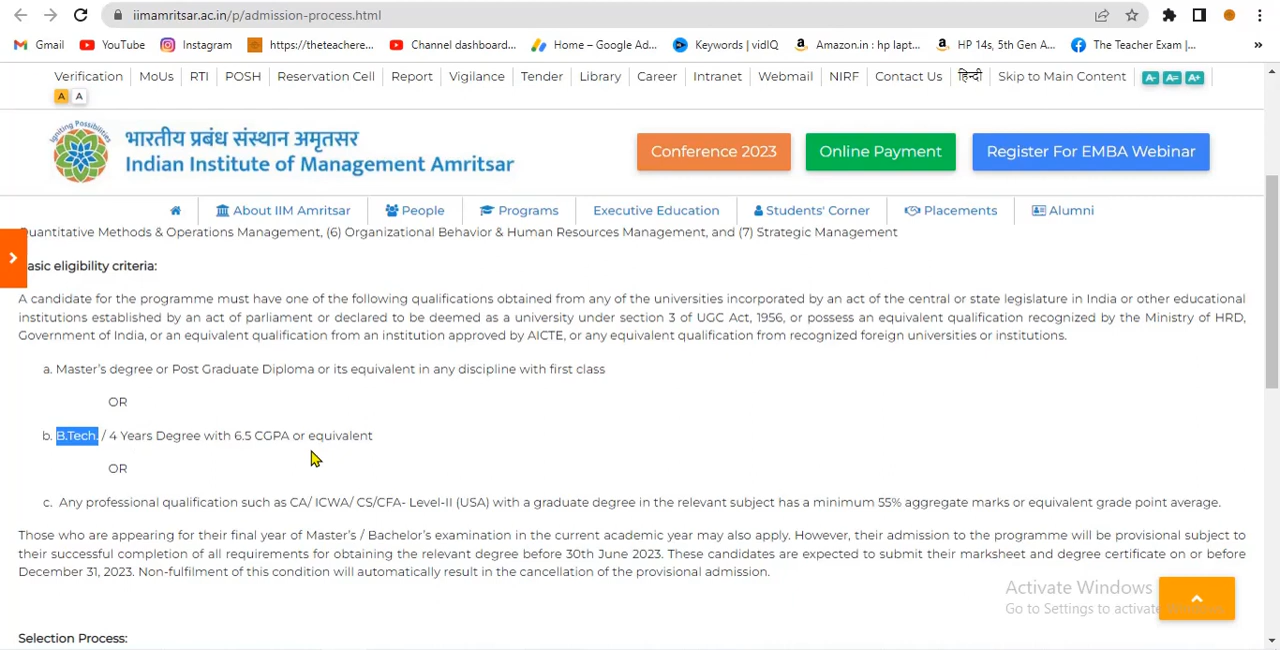 iimamritsar.ac.in/p/admission-process.html
Gmail YouTube Instagram https://theteachere... Channel dashboard... Home – Google Ad... Keywords | vidIQ Amazon.in : hp lapt... HP 14s, 5th Gen A... The Teacher Exam |... »
Verification MoUs RTI POSH Reservation Cell Report Vigilance Tender Library Career Intranet Webmail NIRF Contact Us हिन्दी Skip to Main Content A- A= A+
A A
Igniting Possibilities
भारतीय प्रबंध संस्थान अमृतसर
Indian Institute of Management Amritsar
Conference 2023 Online Payment Register For EMBA Webinar
About IIM Amritsar People Programs Executive Education Students' Corner Placements Alumni
Quantitative Methods & Operations Management, (6) Organizational Behavior & Human Resources Management, and (7) Strategic Management
asic eligibility criteria:
A candidate for the programme must have one of the following qualifications obtained from any of the universities incorporated by an act of the central or state legislature in India or other educational
institutions established by an act of parliament or declared to be deemed as a university under section 3 of UGC Act, 1956, or possess an equivalent qualification recognized by the Ministry of HRD,
Government of India, or an equivalent qualification from an institution approved by AICTE, or any equivalent qualification from recognized foreign universities or institutions.
a. Master's degree or Post Graduate Diploma or its equivalent in any discipline with first class
OR
b. B.Tech. / 4 Years Degree with 6.5 CGPA or equivalent
OR
c. Any professional qualification such as CA/ ICWA/ CS/CFA- Level-II (USA) with a graduate degree in the relevant subject has a minimum 55% aggregate marks or equivalent grade point average.
Those who are appearing for their final year of Master's / Bachelor's examination in the current academic year may also apply. However, their admission to the programme will be provisional subject to
their successful completion of all requirements for obtaining the relevant degree before 30th June 2023. These candidates are expected to submit their marksheet and degree certificate on or before
December 31, 2023. Non-fulfilment of this condition will automatically result in the cancellation of the provisional admission.
Activate Windows
Go to Settings to activate Windows.
Selection Process: